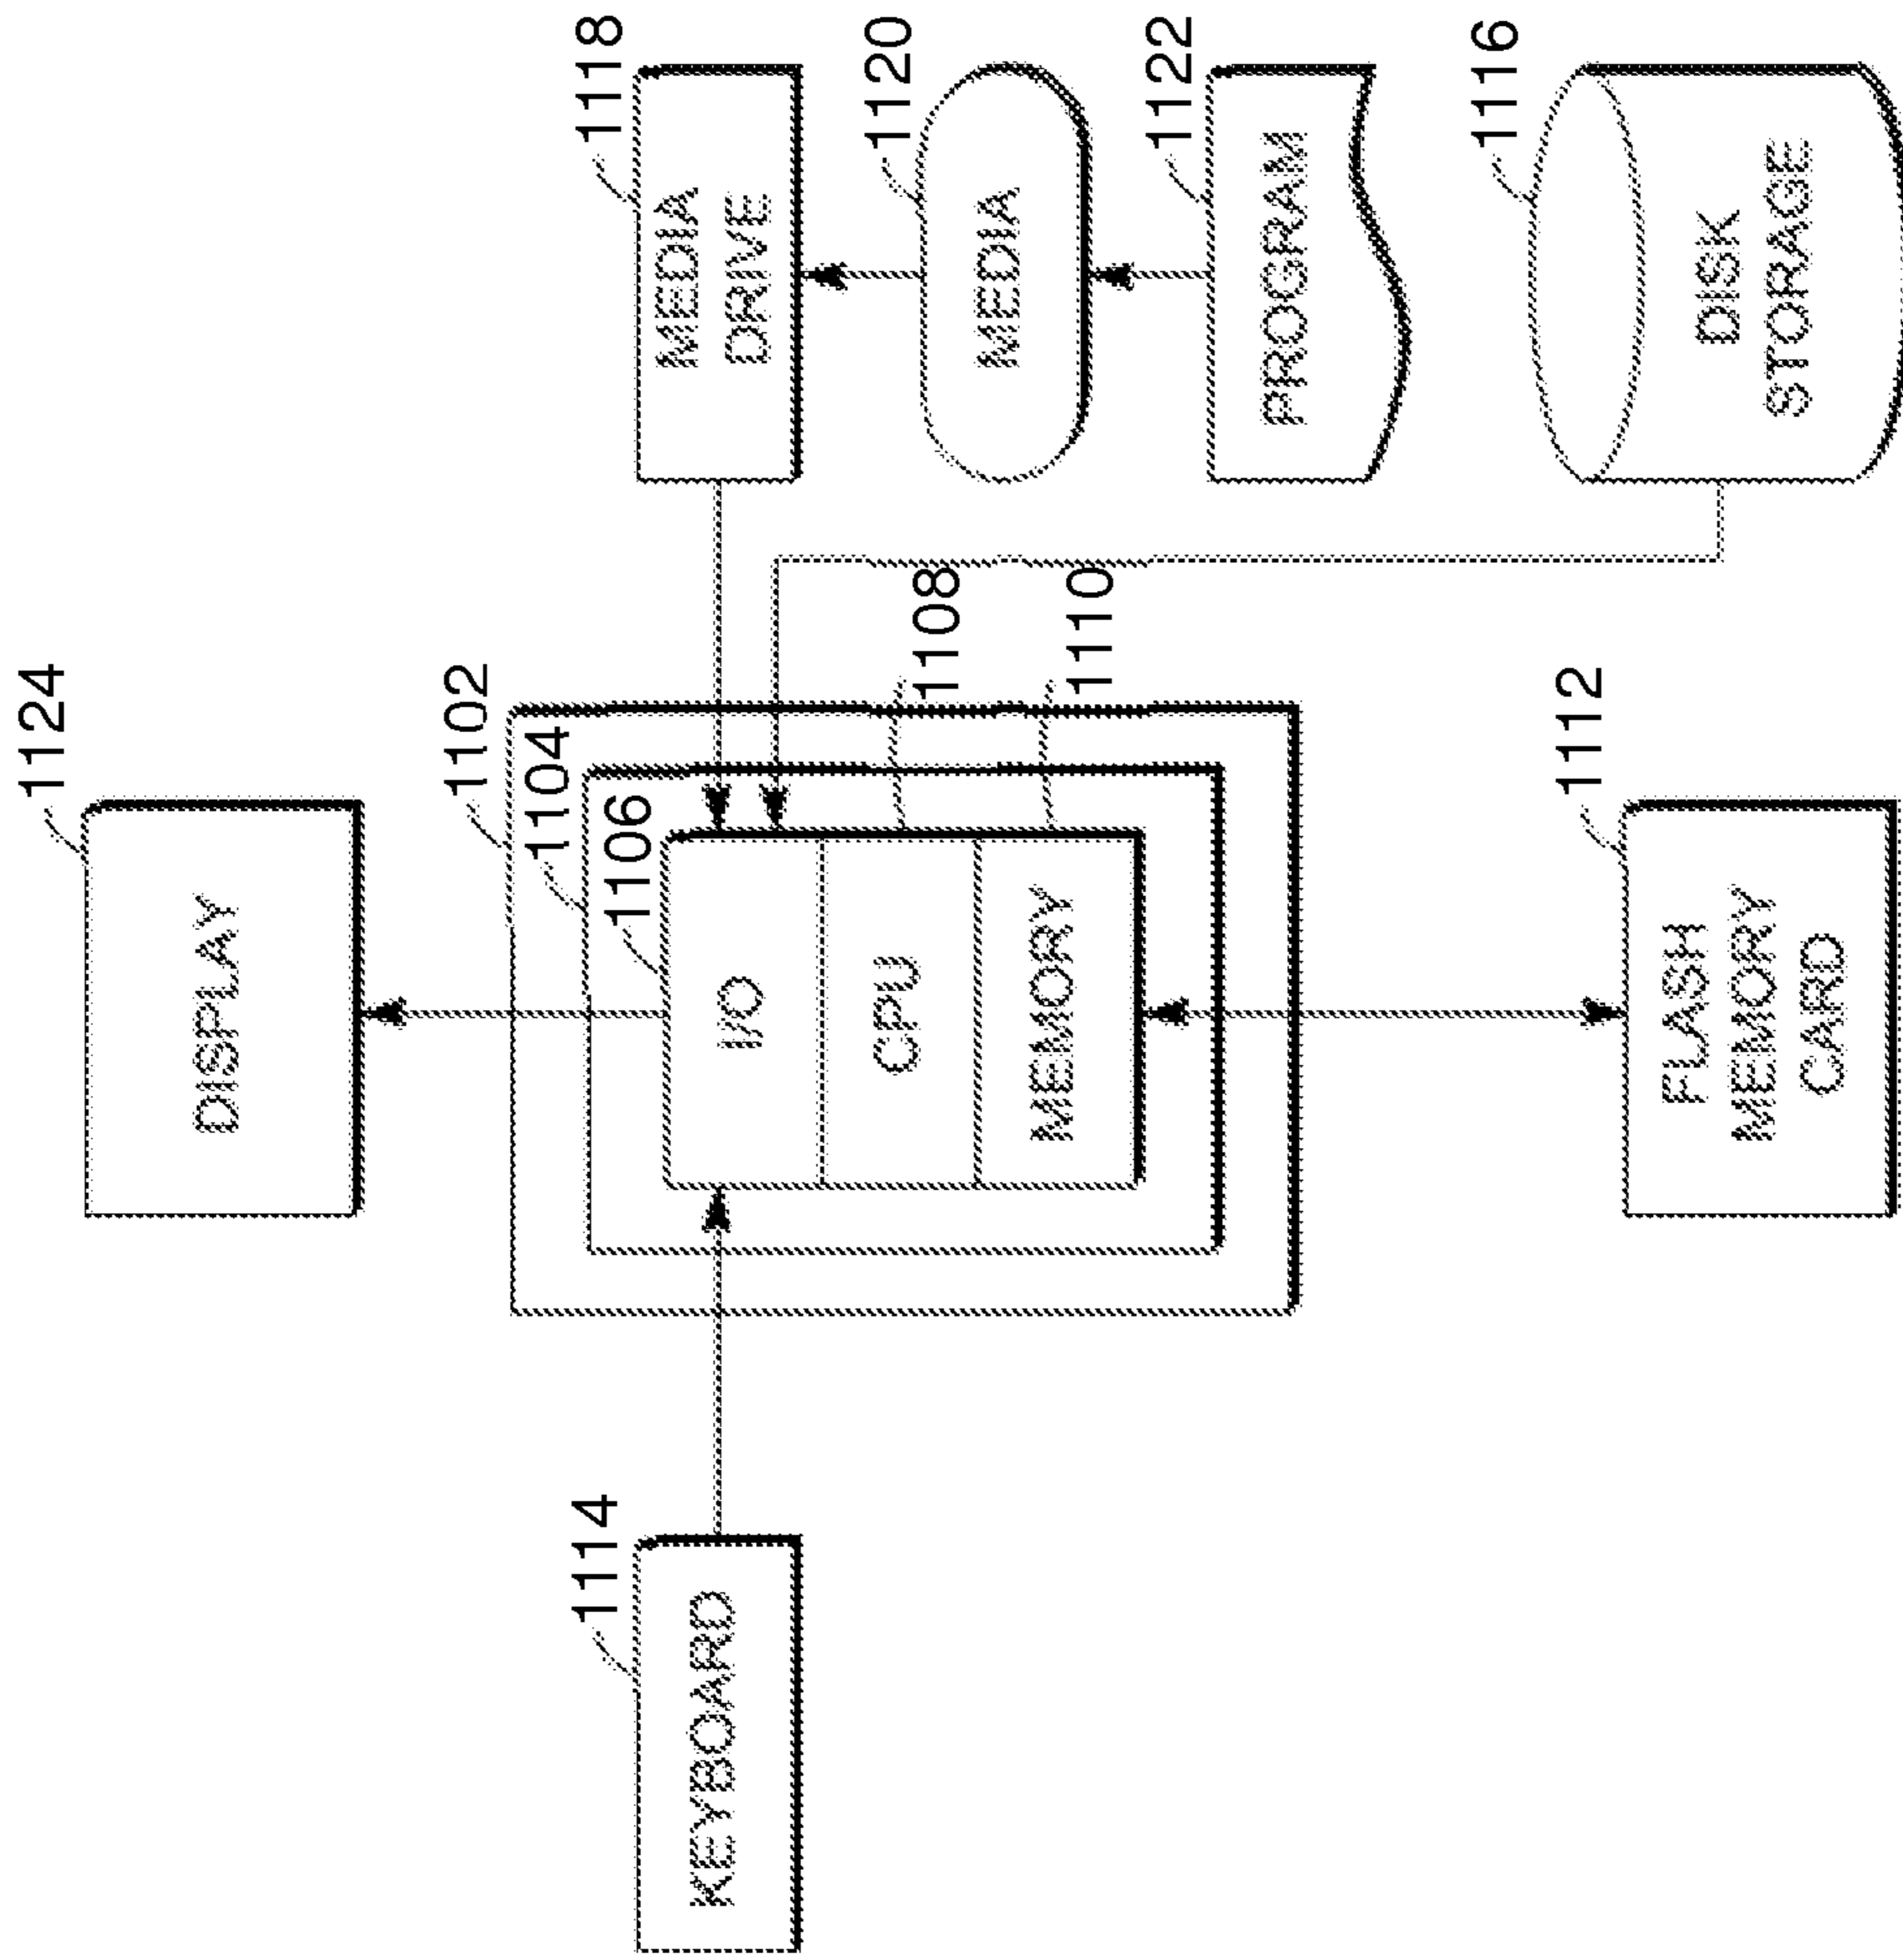 1124
DISPLAY
1102
1104
1106
I/O
CPU
MEMORY
1108
1110
1114
KEYBOARD
1118
MEDIA
DRIVE
1120
MEDIA
1122
PROGRAM
1116
DISK
STORAGE
1112
FLASH
MEMORY
CARD